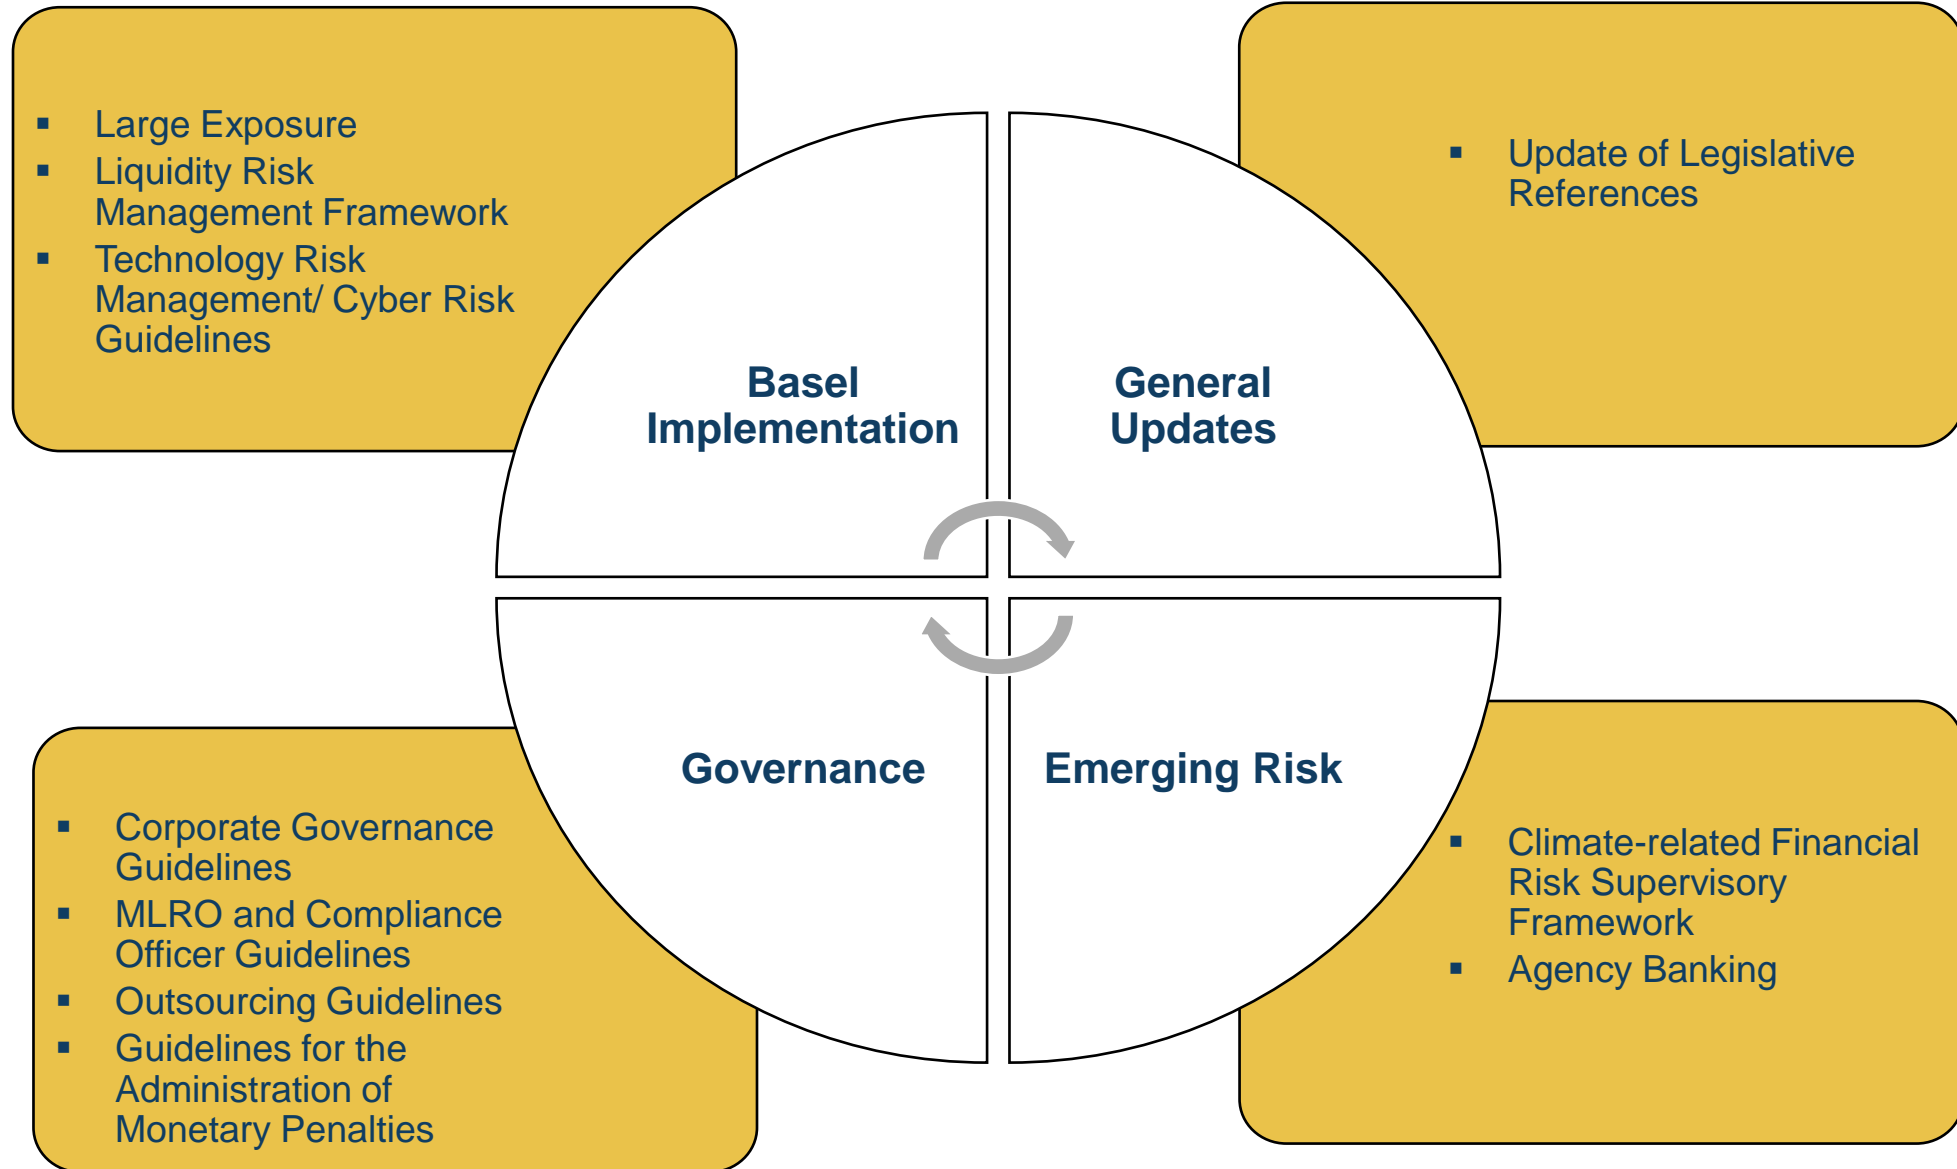 ▪ Large Exposure
▪ Liquidity Risk
Management Framework
▪ Technology Risk
Management/ Cyber Risk
Guidelines
▪ Update of Legislative
References
Basel
Implementation
General
Updates
Governance
Emerging Risk
▪ Corporate Governance
Guidelines
▪ MLRO and Compliance
Officer Guidelines
▪ Outsourcing Guidelines
▪ Guidelines for the
Administration of
Monetary Penalties
▪ Climate-related Financial
Risk Supervisory
Framework
▪ Agency Banking